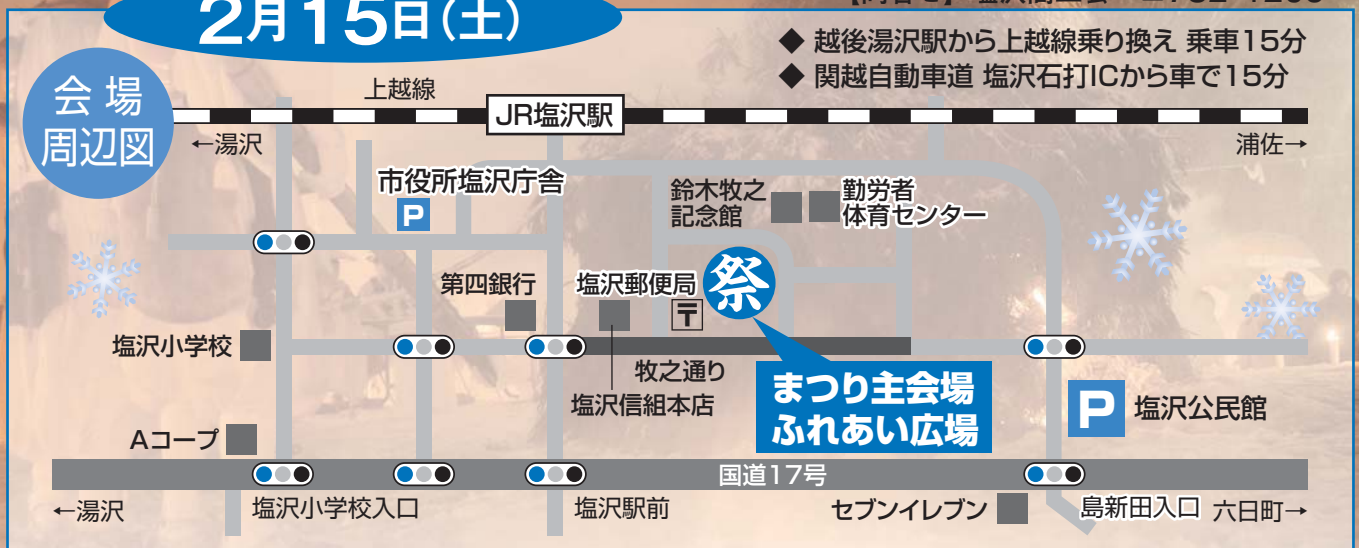 2月15日(土)
◆ 越後湯沢駅から上越線乗り換え 乗車15分
◆ 関越自動車道 塩沢石打ICから車で15分
会場
周辺図
上越線
JR塩沢駅
←湯沢
浦佐→
市役所塩沢庁舎
P
鈴木牧之
記念館
勤労者
体育センター
第四銀行
塩沢郵便局
〒
祭
塩沢小学校
牧之通り
塩沢信組本店
まつり主会場
ふれあい広場
P
塩沢公民館
Aコープ
国道17号
←湯沢
塩沢小学校入口
塩沢駅前
セブンイレブン
島新田入口
六日町→